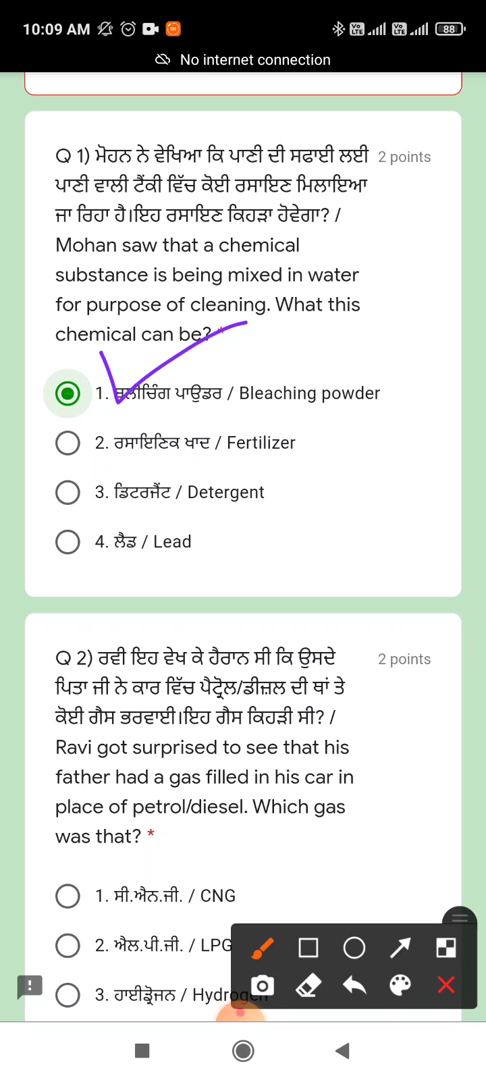 10:09 AM
88
No internet connection
Q 1) ਮੋਹਨ ਨੇ ਵੇਖਿਆ ਕਿ ਪਾਣੀ ਦੀ ਸਫਾਈ ਲਈ 2 points
ਪਾਣੀ ਵਾਲੀ ਟੈਂਕੀ ਵਿੱਚ ਕੋਈ ਰਸਾਇਣ ਮਿਲਾਇਆ
ਜਾ ਰਿਹਾ ਹੈ।ਇਹ ਰਸਾਇਣ ਕਿਹੜਾ ਹੋਵੇਗਾ? /
Mohan saw that a chemical
substance is being mixed in water
for purpose of cleaning. What this
chemical can be? *
1. ਬਲੀਚਿੰਗ ਪਾਊਡਰ / Bleaching powder
2. ਰਸਾਇਣਿਕ ਖਾਦ / Fertilizer
3. ਡਿਟਰਜੈਂਟ / Detergent
4. ਲੈਡ / Lead
Q 2) ਰਵੀ ਇਹ ਵੇਖ ਕੇ ਹੈਰਾਨ ਸੀ ਕਿ ਉਸਦੇ 2 points
ਪਿਤਾ ਜੀ ਨੇ ਕਾਰ ਵਿੱਚ ਪੈਟ੍ਰੋਲ/ਡੀਜ਼ਲ ਦੀ ਥਾਂ ਤੇ
ਕੋਈ ਗੈਸ ਭਰਵਾਈ।ਇਹ ਗੈਸ ਕਿਹੜੀ ਸੀ? /
Ravi got surprised to see that his
father had a gas filled in his car in
place of petrol/diesel. Which gas
was that? *
1. ਸੀ.ਐਨ.ਜੀ. / CNG
2. ਐਲ.ਪੀ.ਜੀ. / LPG
3. ਹਾਈਡ੍ਰੋਜਨ / Hydrogen